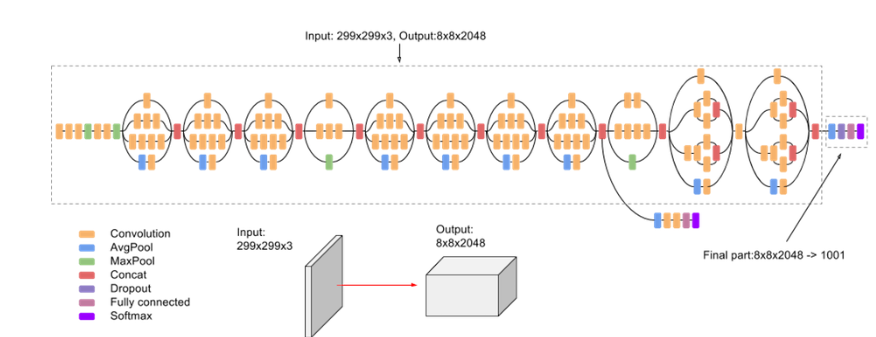 Input: 299x299x3, Output:8x8x2048
Convolution
AvgPool
MaxPool
Concat
Dropout
Fully connected
Softmax
Input:
299x299x3
Output:
8x8x2048
Final part:8x8x2048 -> 1001